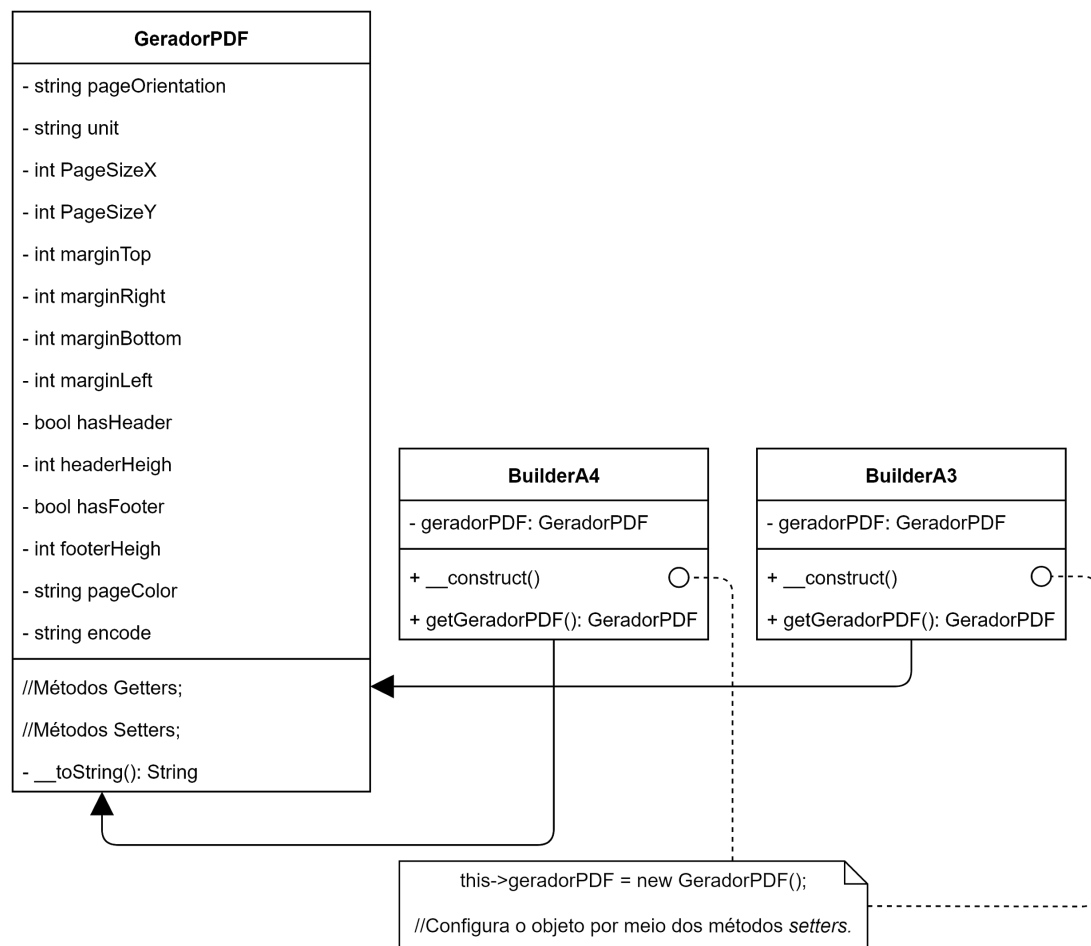 GeradorPDF
- string pageOrientation
- string unit
- int PageSizeX
- int PageSizeY
- int marginTop
- int marginRight
- int marginBottom
- int marginLeft
- bool hasHeader
- int headerHeigh
- bool hasFooter
- int footerHeigh
- string pageColor
- string encode
//Métodos Getters;
//Métodos Setters;
- __toString(): String
BuilderA4
- geradorPDF: GeradorPDF
+ __construct()
+ getGeradorPDF(): GeradorPDF
BuilderA3
- geradorPDF: GeradorPDF
+ __construct()
+ getGeradorPDF(): GeradorPDF
this->geradorPDF = new GeradorPDF();
//Configura o objeto por meio dos métodos setters.